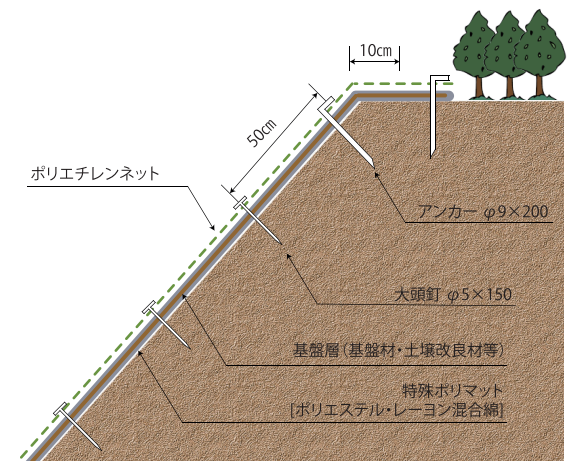 10cm
50cm
ポリエチレンネット
アンカー φ9×200
大頭釘 φ5×150
基盤層(基盤材・土壌改良材等)
特殊ポリマット
[ポリエステル・レーヨン混合綿]